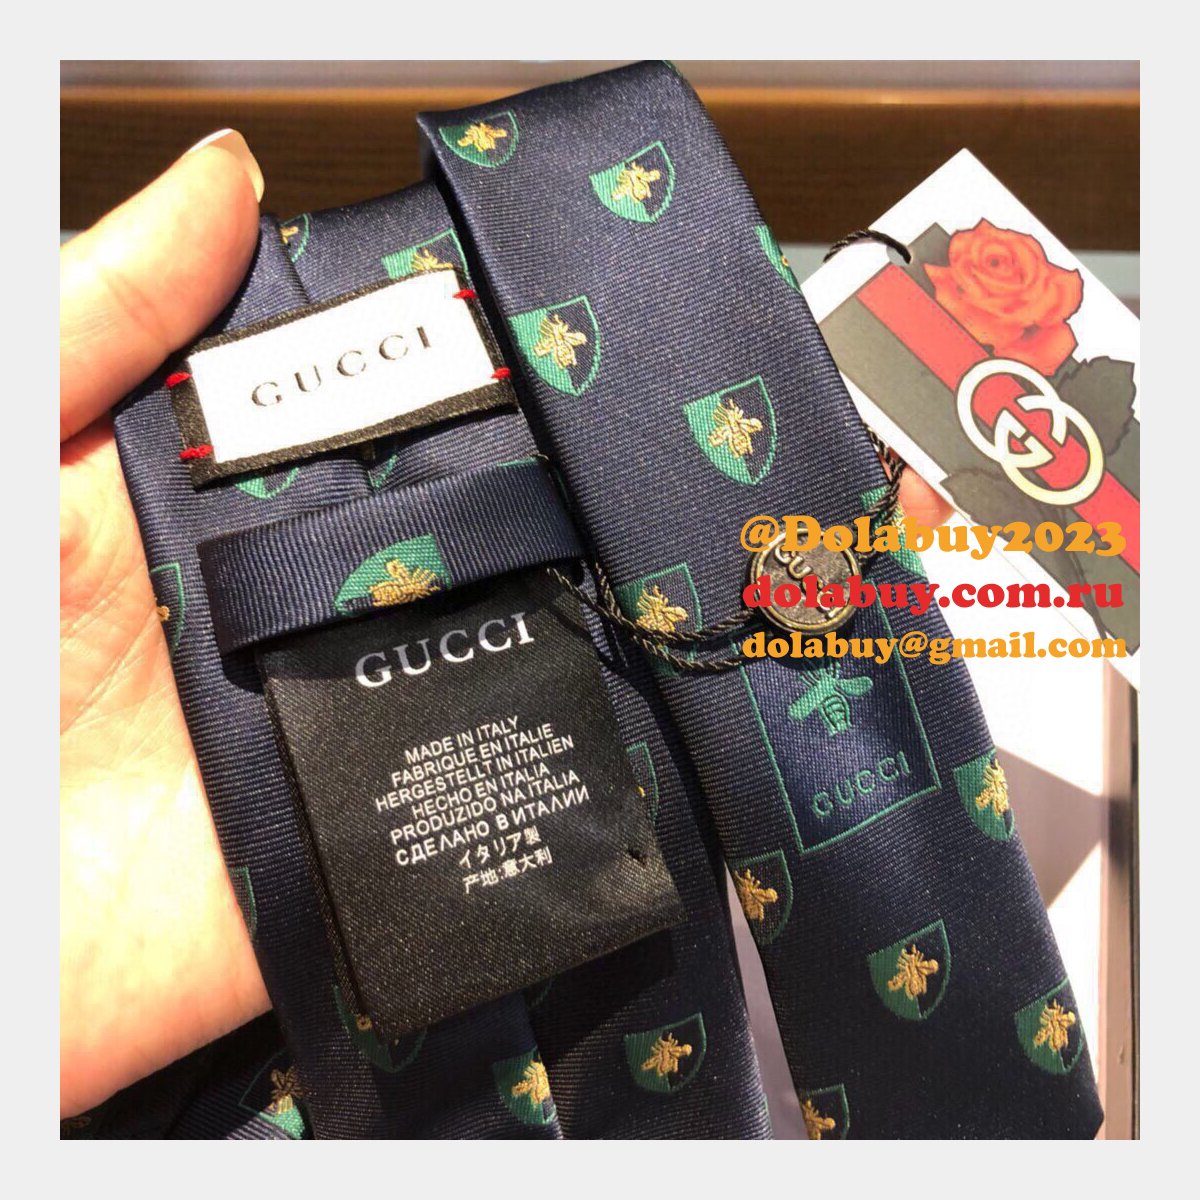 GUCCI
GUCCI
MADE IN ITALY
FABRIQUE EN ITALIE
HERGESTELLT IN ITALIEN
HECHO EN ITALIA
PRODUZIDO NA ITALIA
СДЕЛАНО В ИТАЛИИ
イタリア製
产地:意大利
@Dolabuy2023
dolabuy.com.ru
dolabuy@gmail.com
GUCCI